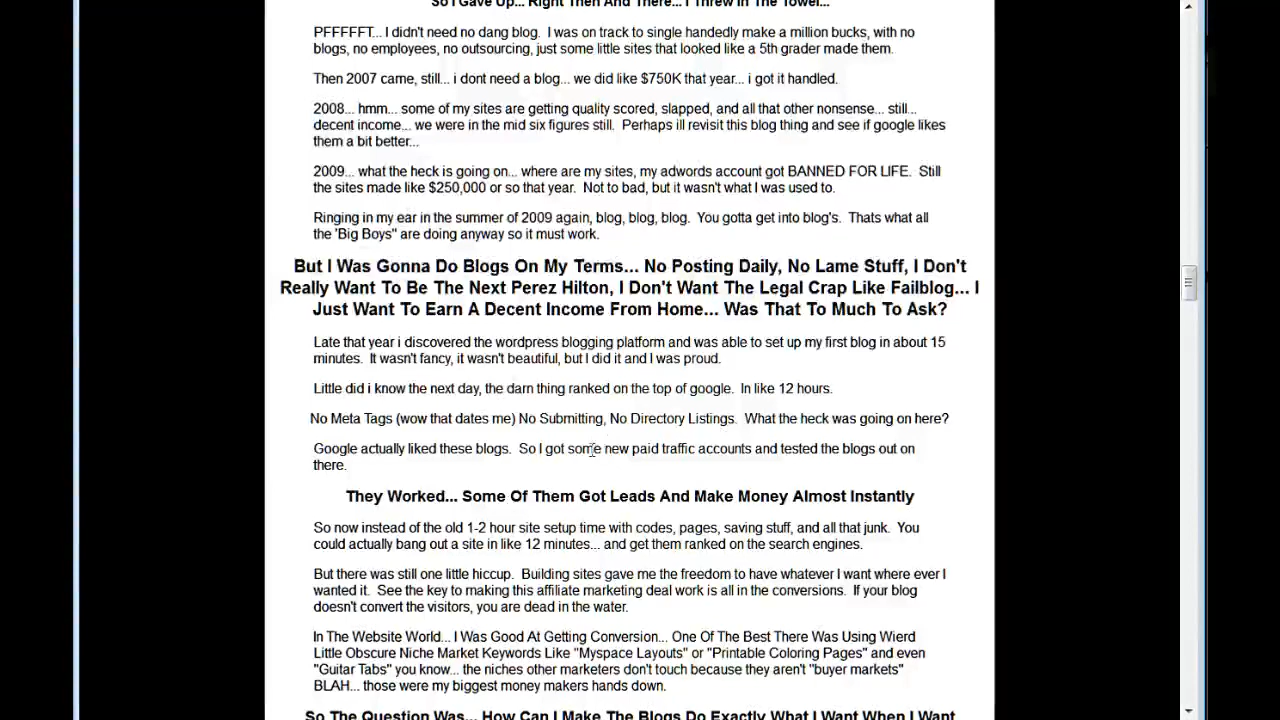 So I Gave Up... Right Then And There... I Threw In The Towel...
PFFFFFT... I didn't need no dang blog. I was on track to single handedly make a million bucks, with no
blogs, no employees, no outsourcing, just some little sites that looked like a 5th grader made them.
Then 2007 came, still... i dont need a blog... we did like $750K that year... i got it handled.
2008... hmm... some of my sites are getting quality scored, slapped, and all that other nonsense... still...
decent income... we were in the mid six figures still. Perhaps ill revisit this blog thing and see if google likes
them a bit better...
2009... what the heck is going on... where are my sites, my adwords account got BANNED FOR LIFE. Still
the sites made like $250,000 or so that year. Not to bad, but it wasn't what I was used to.
Ringing in my ear in the summer of 2009 again, blog, blog, blog. You gotta get into blog's. Thats what all
the 'Big Boys" are doing anyway so it must work.
But I Was Gonna Do Blogs On My Terms... No Posting Daily, No Lame Stuff, I Don't
Really Want To Be The Next Perez Hilton, I Don't Want The Legal Crap Like Failblog... I
Just Want To Earn A Decent Income From Home... Was That To Much To Ask?
Late that year i discovered the wordpress blogging platform and was able to set up my first blog in about 15
minutes. It wasn't fancy, it wasn't beautiful, but I did it and I was proud.
Little did i know the next day, the darn thing ranked on the top of google. In like 12 hours.
No Meta Tags (wow that dates me) No Submitting, No Directory Listings. What the heck was going on here?
Google actually liked these blogs. So I got some new paid traffic accounts and tested the blogs out on
there.
They Worked... Some Of Them Got Leads And Make Money Almost Instantly
So now instead of the old 1-2 hour site setup time with codes, pages, saving stuff, and all that junk. You
could actually bang out a site in like 12 minutes... and get them ranked on the search engines.
But there was still one little hiccup. Building sites gave me the freedom to have whatever I want where ever I
wanted it. See the key to making this affiliate marketing deal work is all in the conversions. If your blog
doesn't convert the visitors, you are dead in the water.
In The Website World... I Was Good At Getting Conversion... One Of The Best There Was Using Wierd
Little Obscure Niche Market Keywords Like "Myspace Layouts" or "Printable Coloring Pages" and even
"Guitar Tabs" you know... the niches other marketers don't touch because they aren't "buyer markets"
BLAH... those were my biggest money makers hands down.
So The Question Was... How Can I Make The Blogs Do Exactly What I Want When I Want